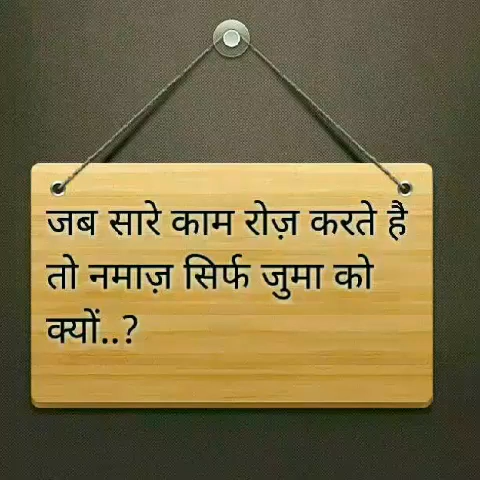 जब सारे काम रोज़ करते है
तो नमाज़ सिर्फ जुमा को
क्यों..?